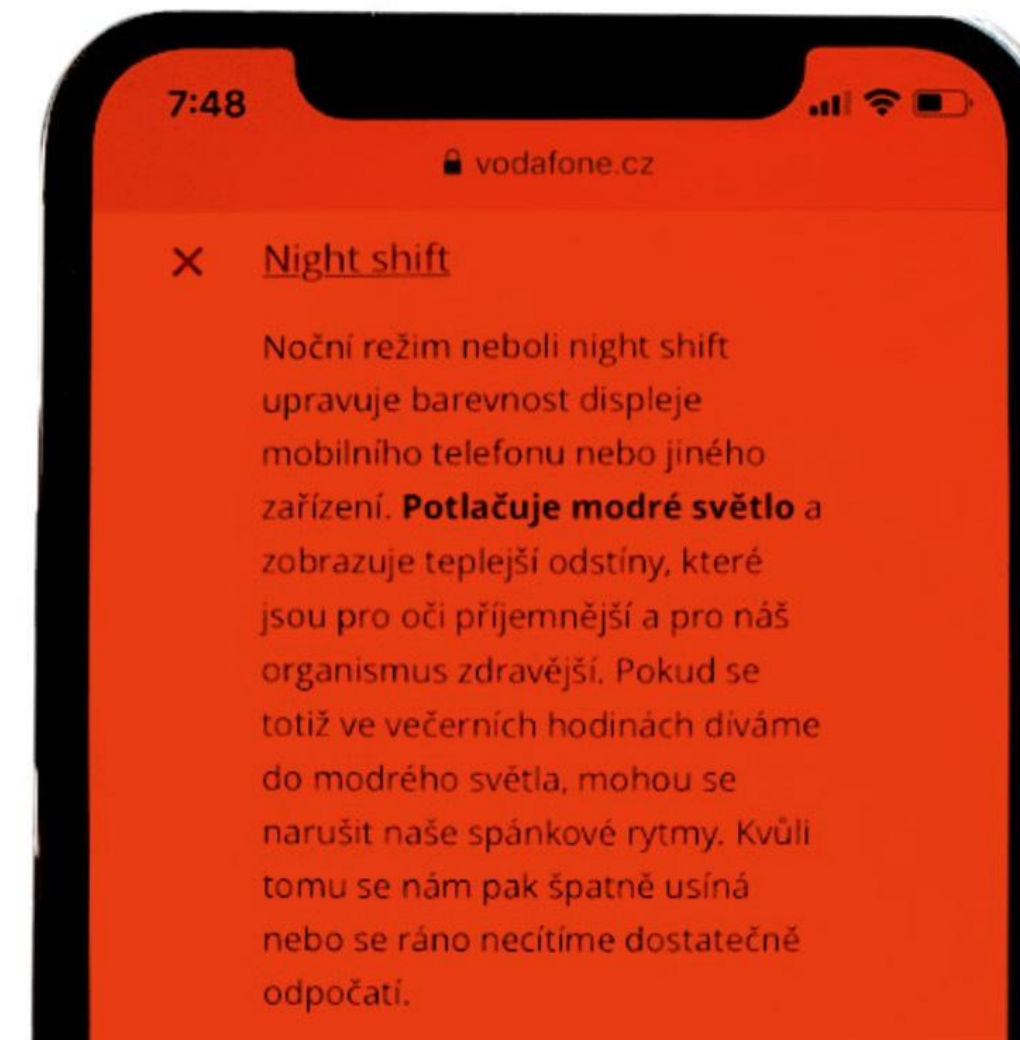 7:48
vodafone.cz
Night shift
Noční režim neboli night shift
upravuje barevnost displeje
mobilního telefonu nebo jiného
zařízení. Potlačuje modré světlo a
zobrazuje teplejší odstíny, které
jsou pro oči příjemnější a pro náš
organismus zdravější. Pokud se
totiž ve večerních hodinách díváme
do modrého světla, mohou se
narušit naše spánkové rytmy. Kvůli
tomu se nám pak špatně usíná
nebo se ráno necítíme dostatečně
odpočatí.